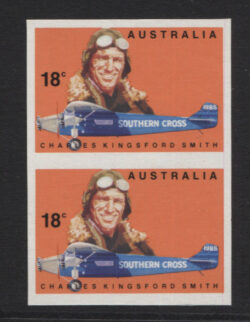 AUSTRALIA
18c
1985
SOUTHERN CROSS
CHARLES KINGSFORD SMITH
AUSTRALIA
18c
1985
SOUTHERN CROSS
CHARLES KINGSFORD SMITH